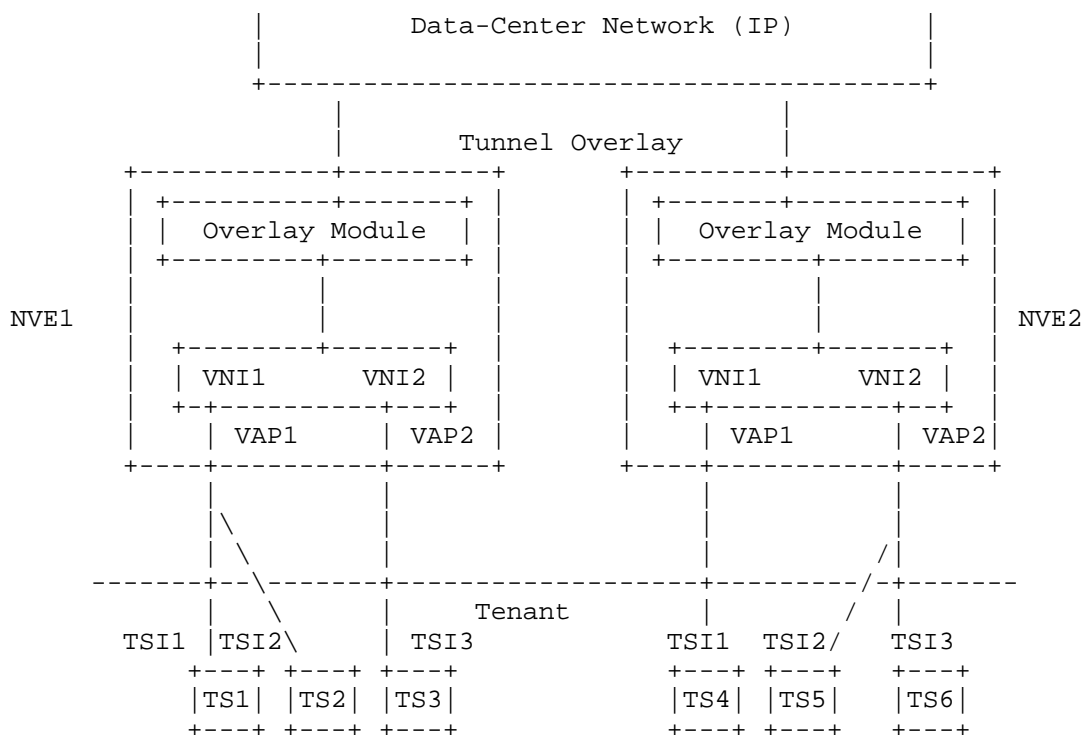 Data-Center Network (IP)
Tunnel Overlay
Overlay Module Overlay Module
NVE1 NVE2
VNI1 VNI2 VNI1 VNI2
VAP1 VAP2 VAP1 VAP2
Tenant
TSI1 TSI2 TSI3 TSI1 TSI2 TSI3
TS1 TS2 TS3 TS4 TS5 TS6